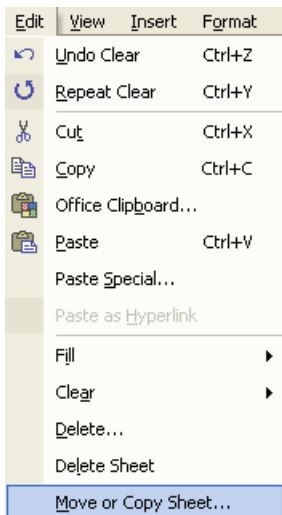 Edit View Insert Format
Undo Clear Ctrl+Z
Repeat Clear Ctrl+Y
Cut Ctrl+X
Copy Ctrl+C
Office Clipboard...
Paste Ctrl+V
Paste Special...
Paste as Hyperlink
Fill
Clear
Delete...
Delete Sheet
Move or Copy Sheet...